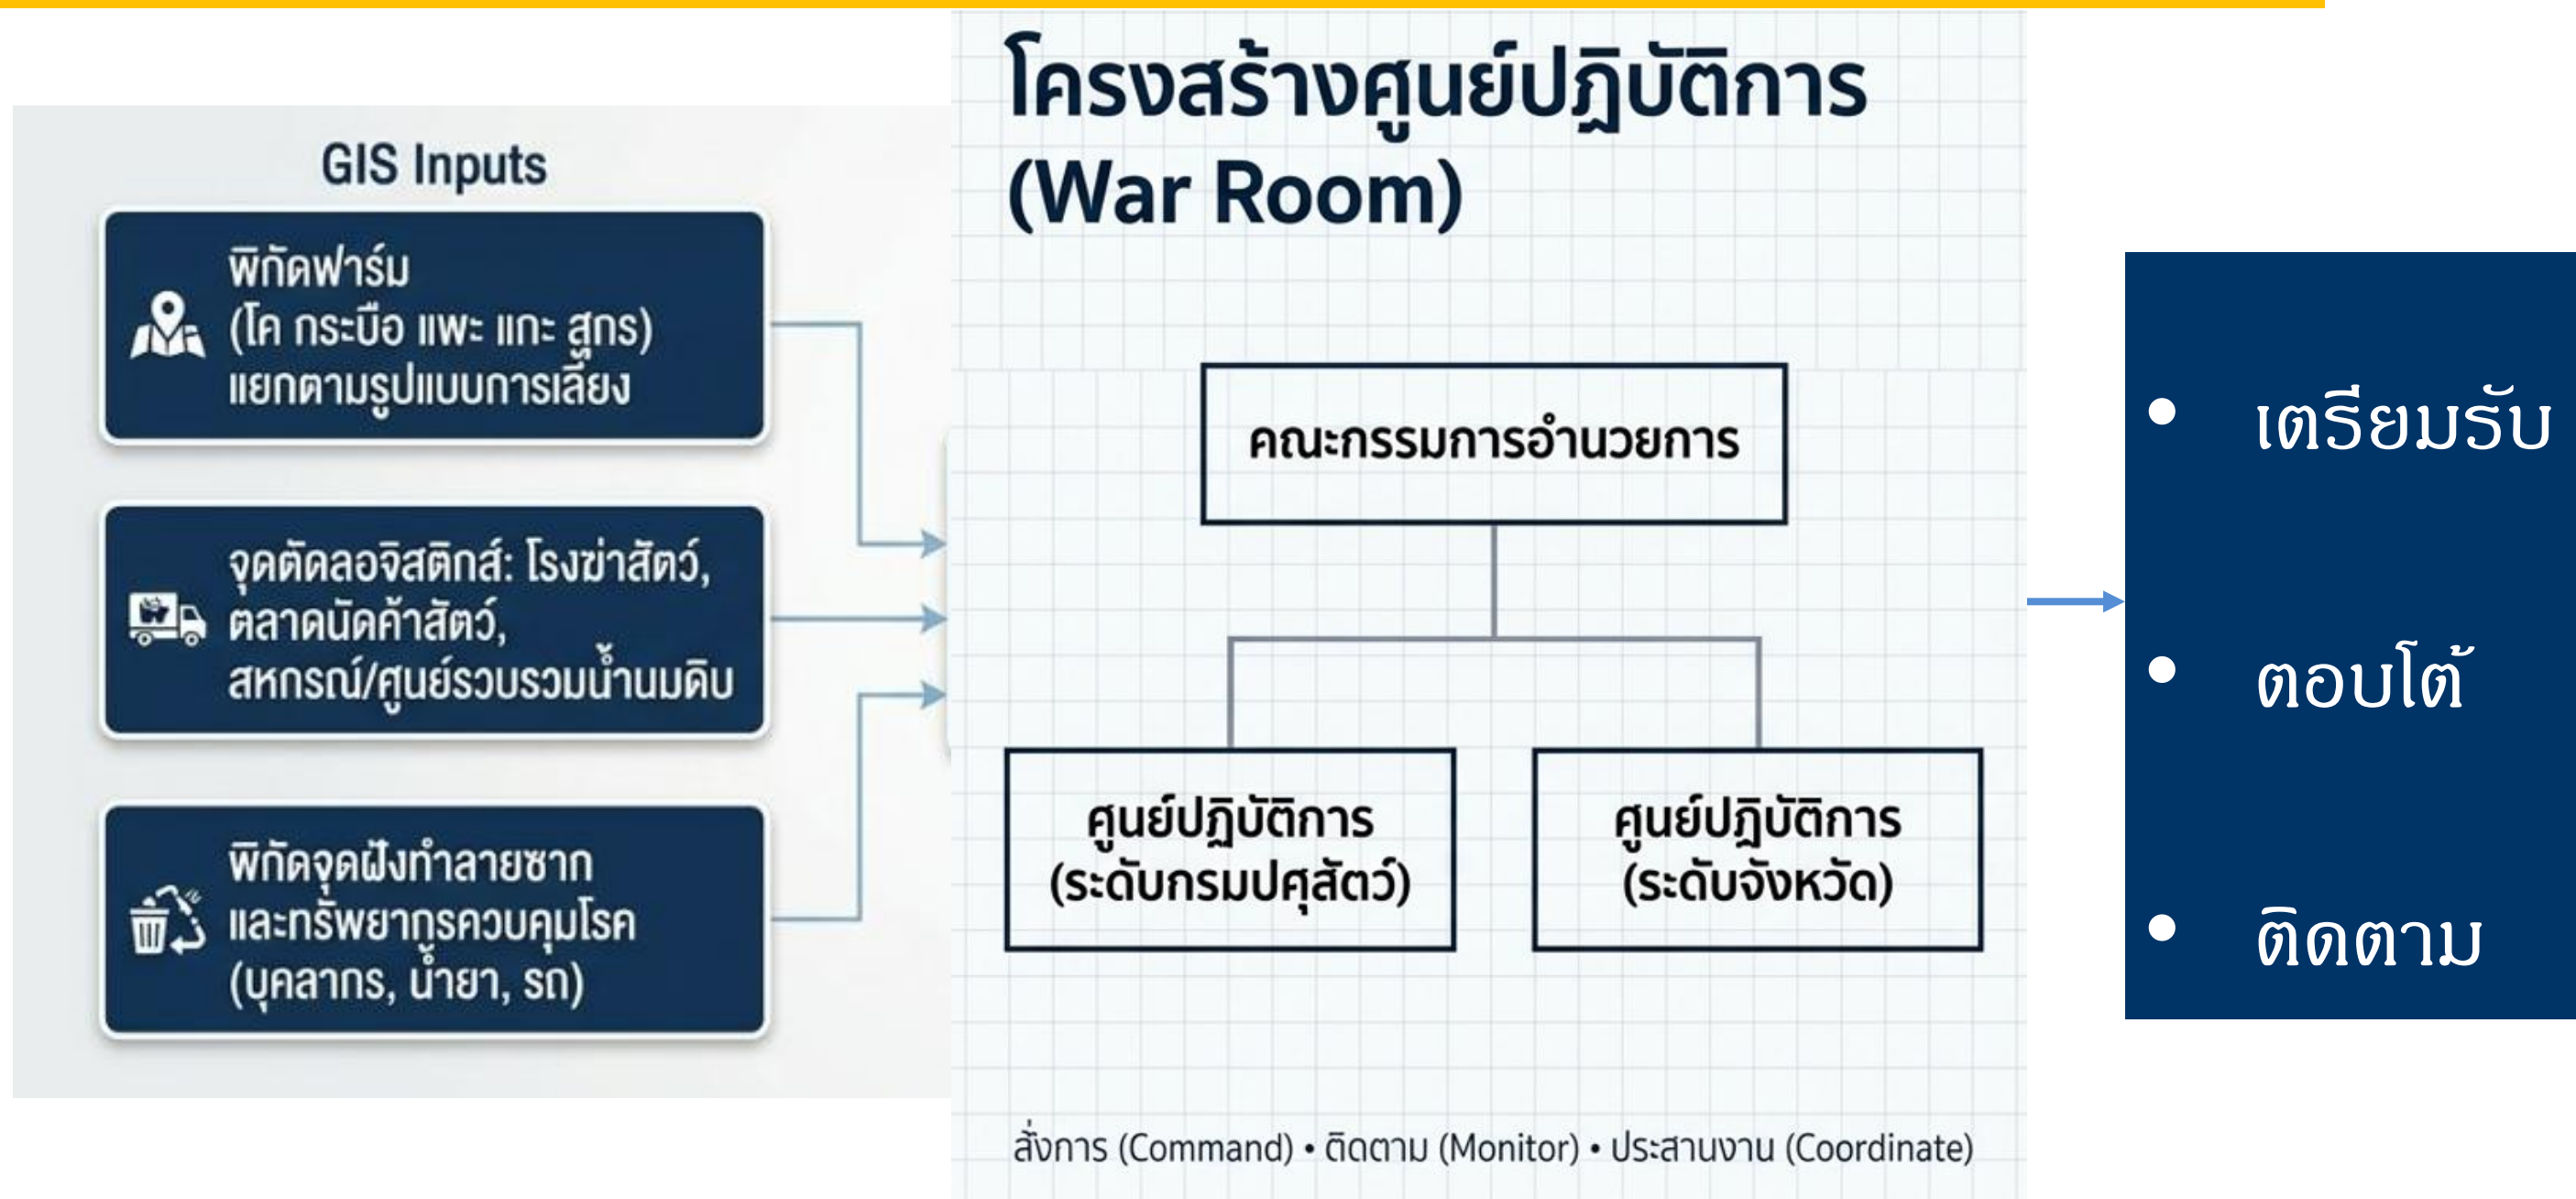 GIS Inputs
พิกัดฟาร์ม
(โค กระบือ แพะ แกะ สุกร)
แยกตามรูปแบบการเลี้ยง
จุดตัดลอจิสติกส์: โรงฆ่าสัตว์,
ตลาดนัดค้าสัตว์,
สหกรณ์/ศูนย์รวบรวมน้ำนมดิบ
พิกัดจุดฝังทำลายซาก
และทรัพยากรควบคุมโรค
(บุคลากร, น้ำยา, รถ)
โครงสร้างศูนย์ปฏิบัติการ
(War Room)
คณะกรรมการอำนวยการ
ศูนย์ปฏิบัติการ
(ระดับกรมปศุสัตว์)
ศูนย์ปฏิบัติการ
(ระดับจังหวัด)
สั่งการ (Command) • ติดตาม (Monitor) • ประสานงาน (Coordinate)
• เตรียมรับ
• ตอบโต้
• ติดตาม